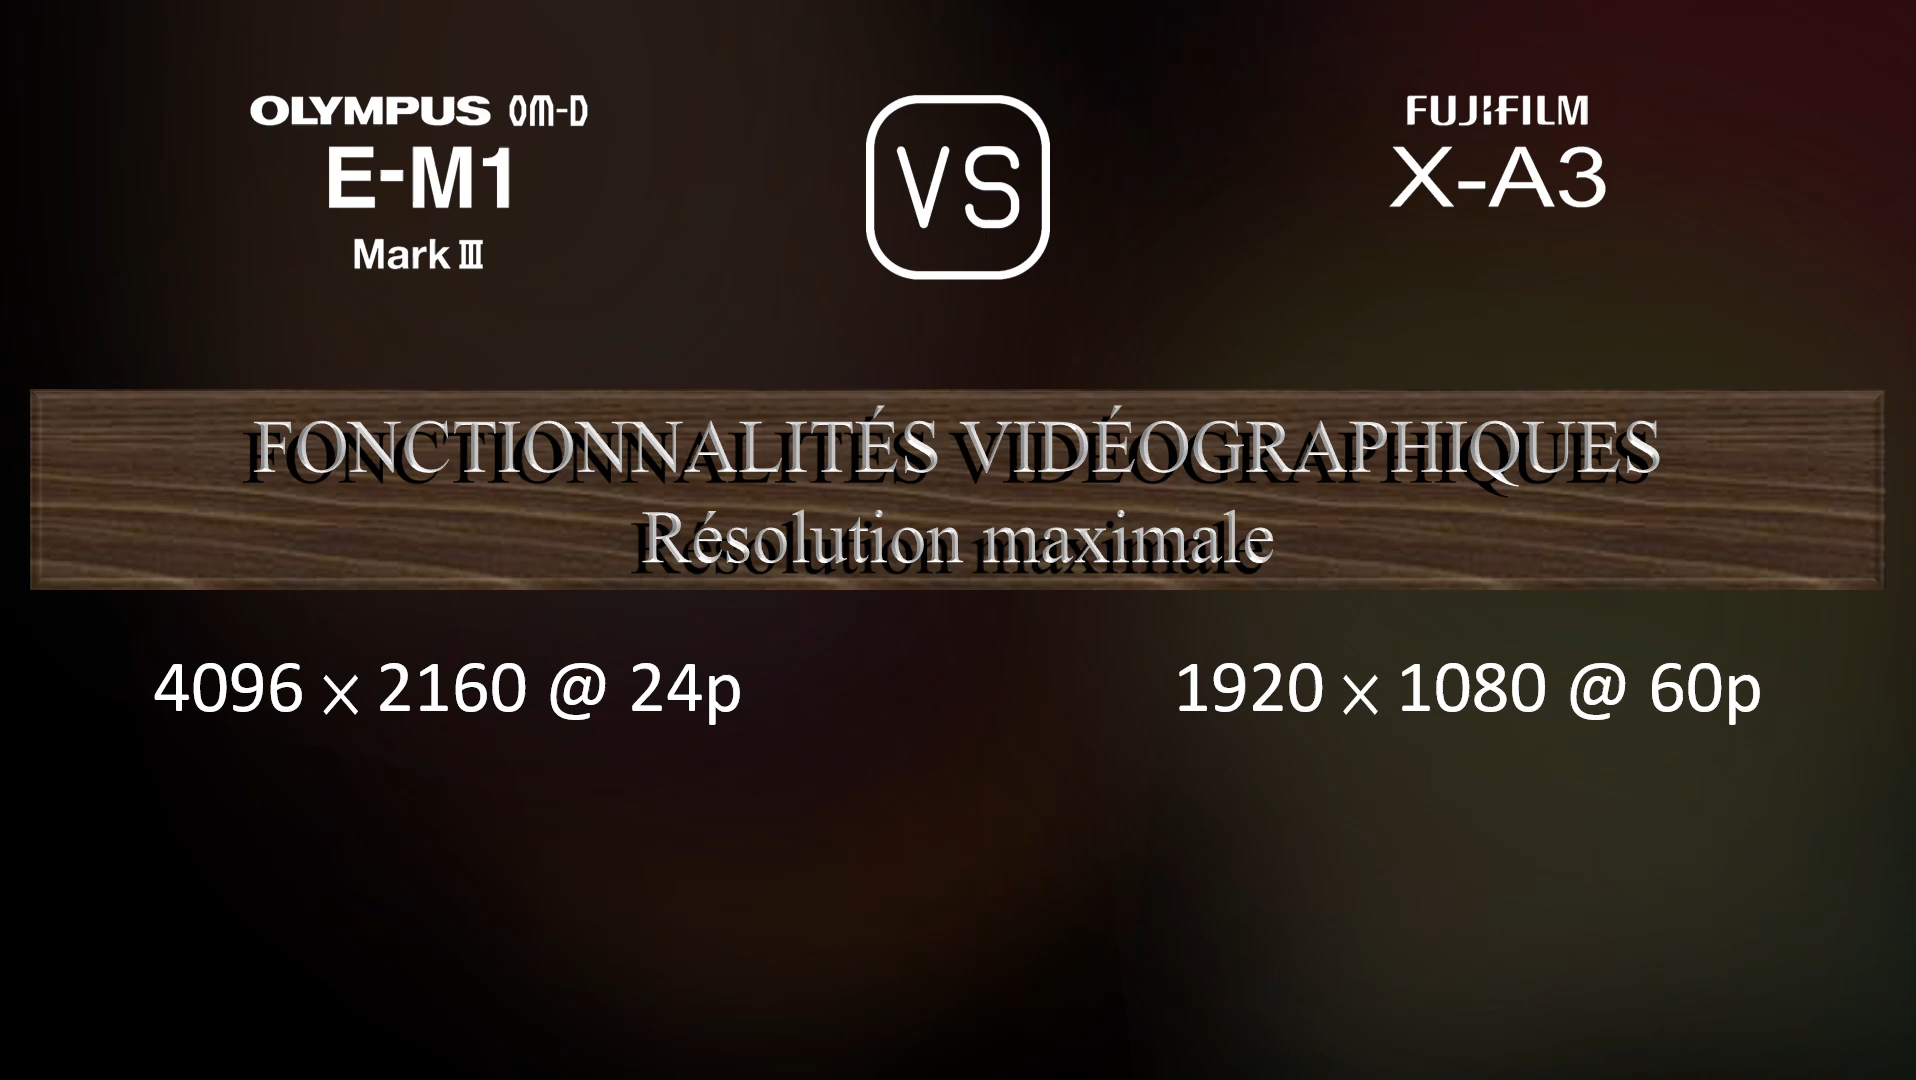 OLYMPUS OM-D
E-M1
Mark III
VS
FUJIFILM
X-A3
FONCTIONNALITÉS VIDÉOGRAPHIQUES
Résolution maximale
4096 x 2160 @ 24p
1920 x 1080 @ 60p